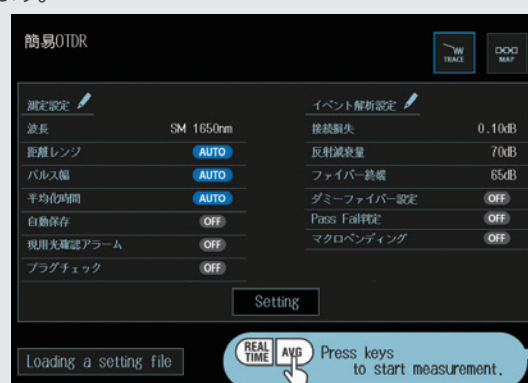 ます。
簡易OTDR
TRACE
MAP
測定設定
波長 SM 1650nm
距離レンジ AUTO
パルス幅 AUTO
平均化時間 AUTO
自動保存 OFF
現用光確認アラーム OFF
プラグチェック OFF
イベント解析設定
接続損失 0.10dB
反射減衰量 70dB
ファイバー終端 65dB
ダミーファイバー設定 OFF
Pass Fail判定 OFF
マクロベンディング OFF
Setting
Loading a setting file
REAL TIME
AVG
Press keys
to start measurement.